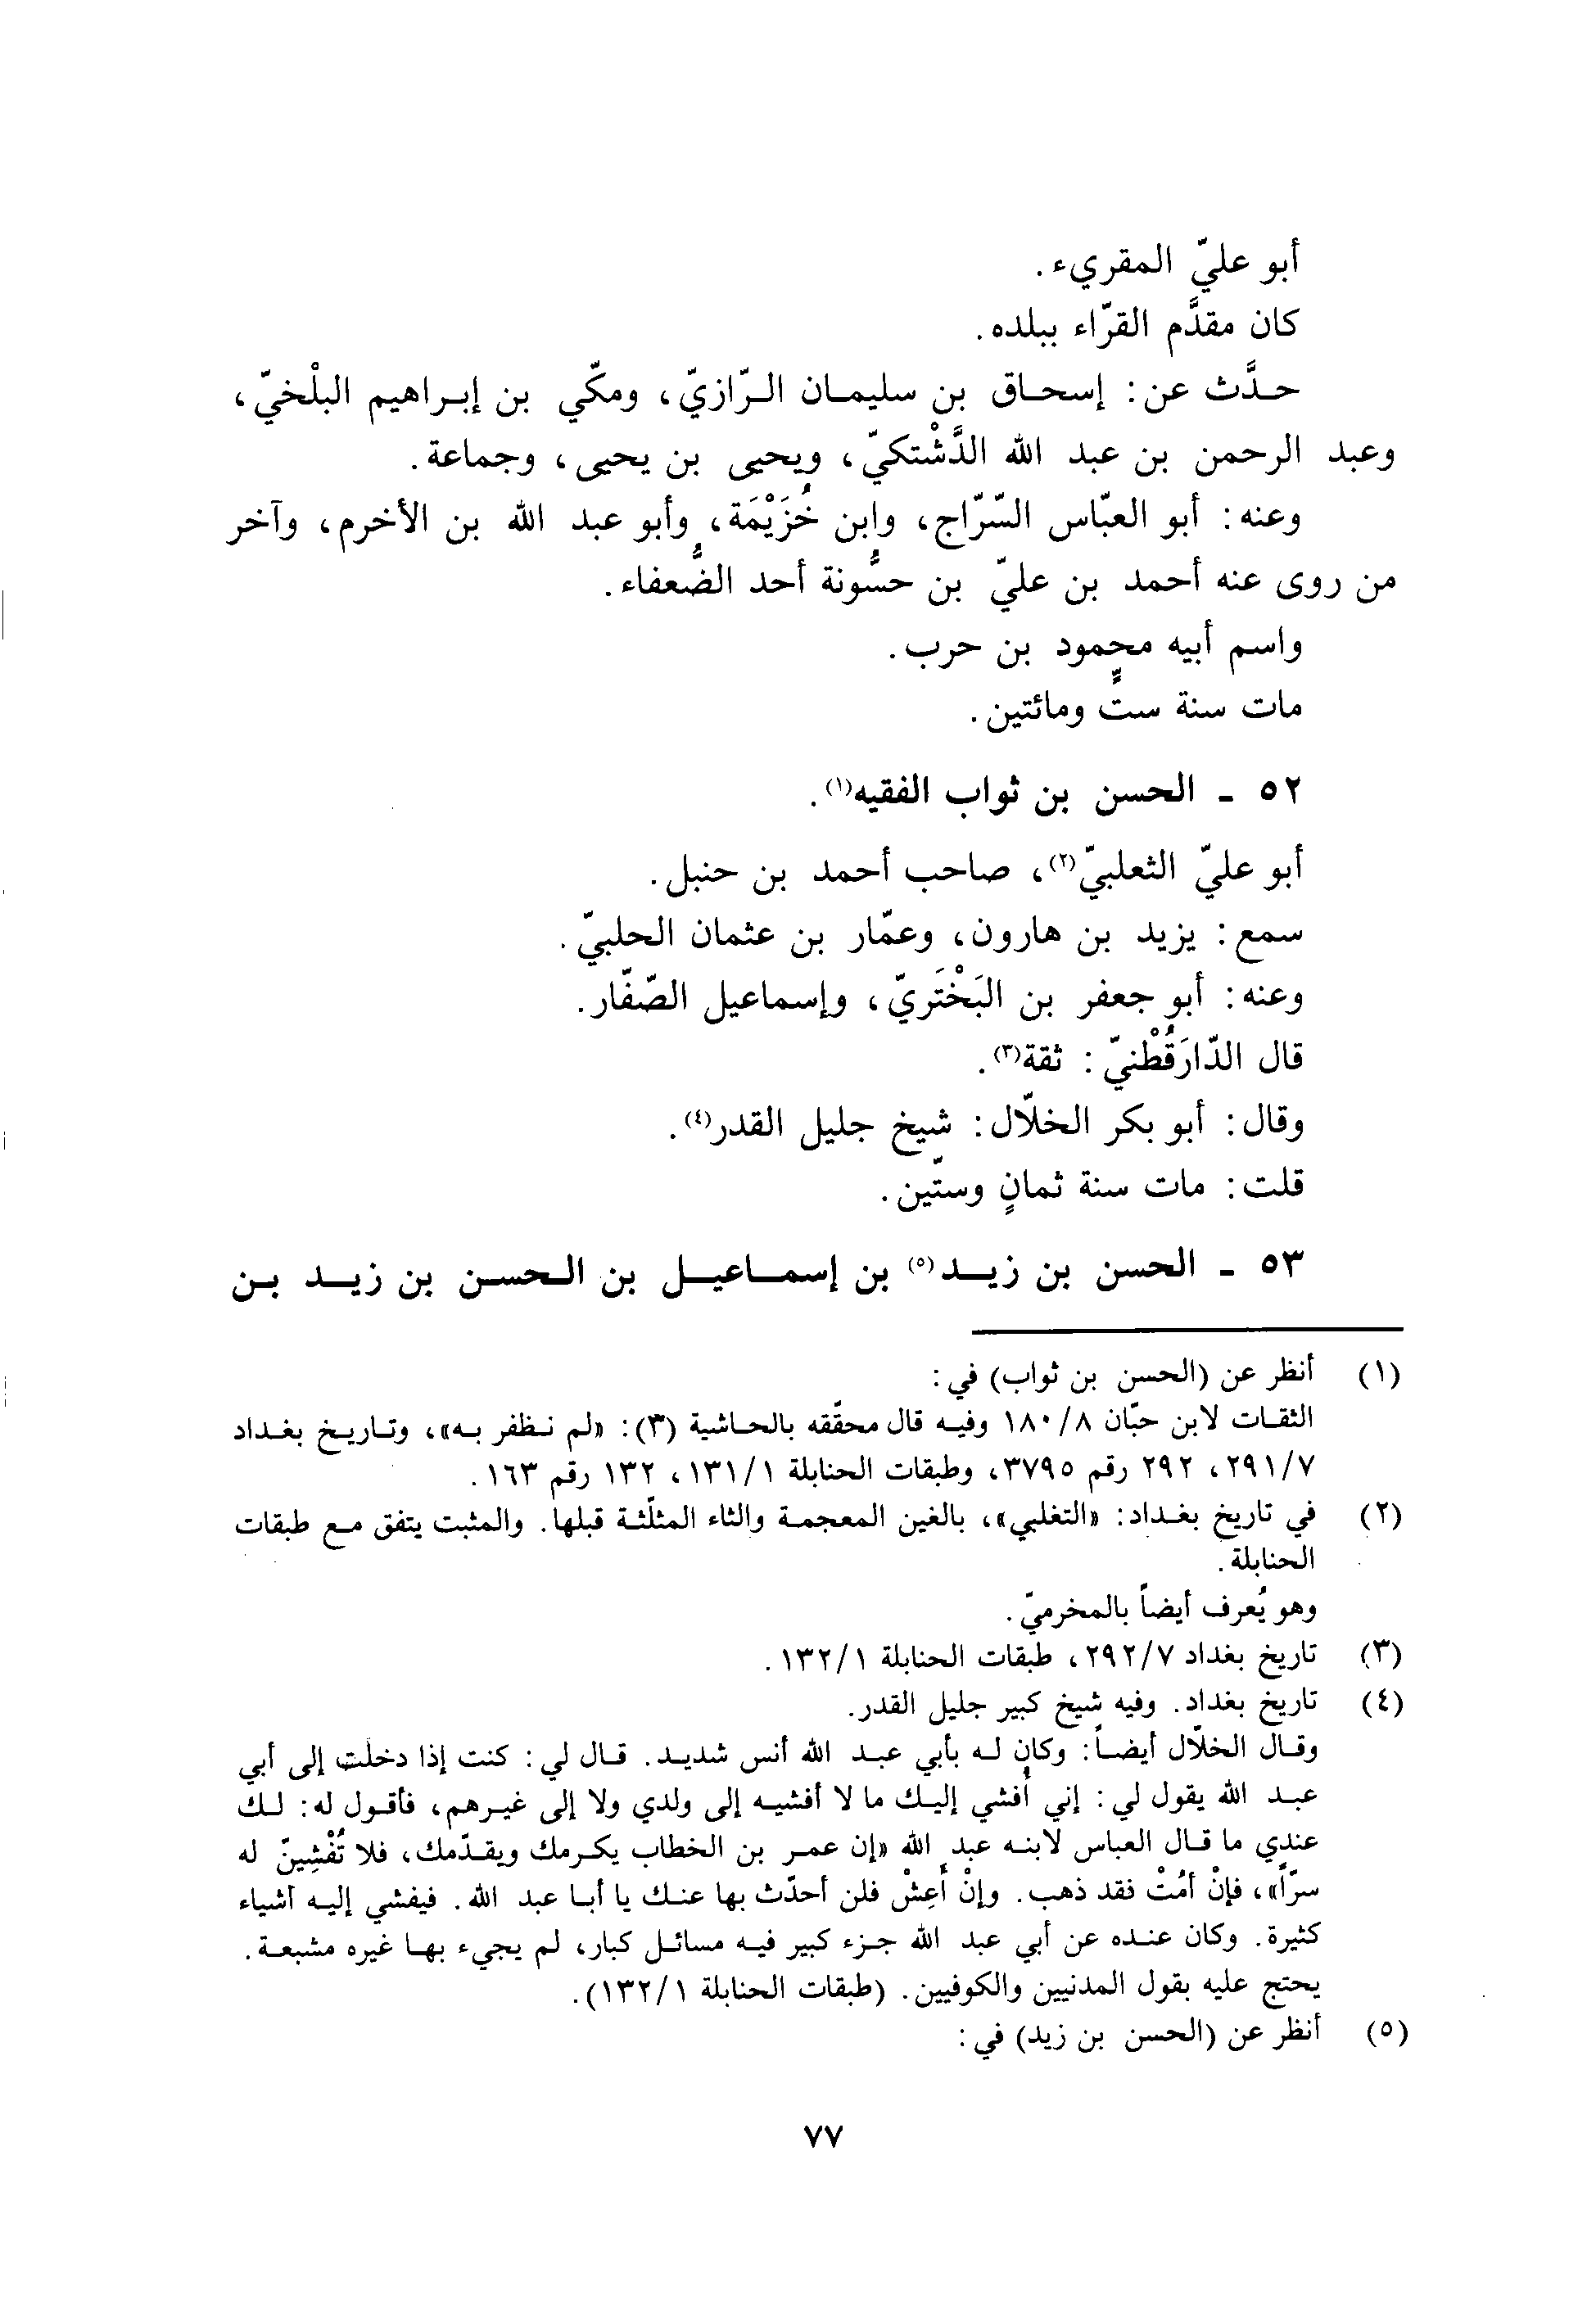 أبو عليّ المقريء.
كان مقدَّم القرّاء ببلده.
حدَّث عن: إسحاق بن سليمان الرّازيّ، ومكّي بن إبراهيم البلْخيّ،
وعبد الرحمن بن عبد الله الدَّشْتكيّ، ويحيى بن يحيى، وجماعة.
وعنه: أبو العبّاس السّرّاج، وابن خُزَيْمَة، وأبو عبد الله بن الأخرم، وآخر
من روى عنه أحمد بن عليّ بن حسُّونة أحد الضُّعفاء.
واسم أبيه محمود بن حرب.
مات سنة ستٍّ ومائتين.
٥٢ - الحسن بن ثواب الفقيه(١).
أبو عليّ الثعلبيّ(٢)، صاحب أحمد بن حنبل.
سمع: يزيد بن هارون، وعمّار بن عثمان الحلبيّ.
وعنه: أبو جعفر بن البَخْتَريّ، وإسماعيل الصّفّار.
قال الدّارَقُطْنيّ: ثقة(٣).
وقال: أبو بكر الخلّال: شيخ جليل القدر(٤).
قلت: مات سنة ثمانٍ وستّين.
٥٣ - الحسن بن زيد(٥) بن إسماعيل بن الحسن بن زيد بن
(١) أنظر عن (الحسن بن ثواب) في:
الثقات لابن حبّان ١٨٠/٨ وفيه قال محقّقه بالحاشية (٣): «لم نظفر به»، وتاريخ بغداد
٢٩١/٧، ٢٩٢ رقم ٣٧٩٥، وطبقات الحنابلة ١٣١/١، ١٣٢ رقم ١٦٣.
(٢) في تاريخ بغداد: «التغلبي»، بالغين المعجمة والثاء المثلّثة قبلها. والمثبت يتفق مع طبقات
الحنابلة.
وهو يُعرف أيضاً بالمخرميّ.
(٣) تاريخ بغداد ٢٩٢/٧، طبقات الحنابلة ١٣٢/١.
(٤) تاريخ بغداد. وفيه شيخ كبير جليل القدر.
وقال الخلّال أيضاً: وكان له بأبي عبد الله أنس شديد. قال لي: كنت إذا دخلت إلى أبي
عبد الله يقول لي: إني أُفشي إليك ما لا أفشيه إلى ولدي ولا إلى غيرهم، فأقول له: لك
عندي ما قال العباس لابنه عبد الله «إن عمر بن الخطاب يكرمك ويقدّمك، فلا تُفْشِينّ له
سرّاً»، فإنْ أمُتْ فقد ذهب. وإنْ أَعِشْ فلن أحدّث بها عنك يا أبا عبد الله. فيفشي إليه أشياء
كثيرة. وكان عنده عن أبي عبد الله جزء كبير فيه مسائل كبار، لم يجيء بها غيره مشبعة.
يحتج عليه بقول المدنيين والكوفيين. (طبقات الحنابلة ١٣٢/١).
(٥) أنظر عن (الحسن بن زيد) في:
٧٧